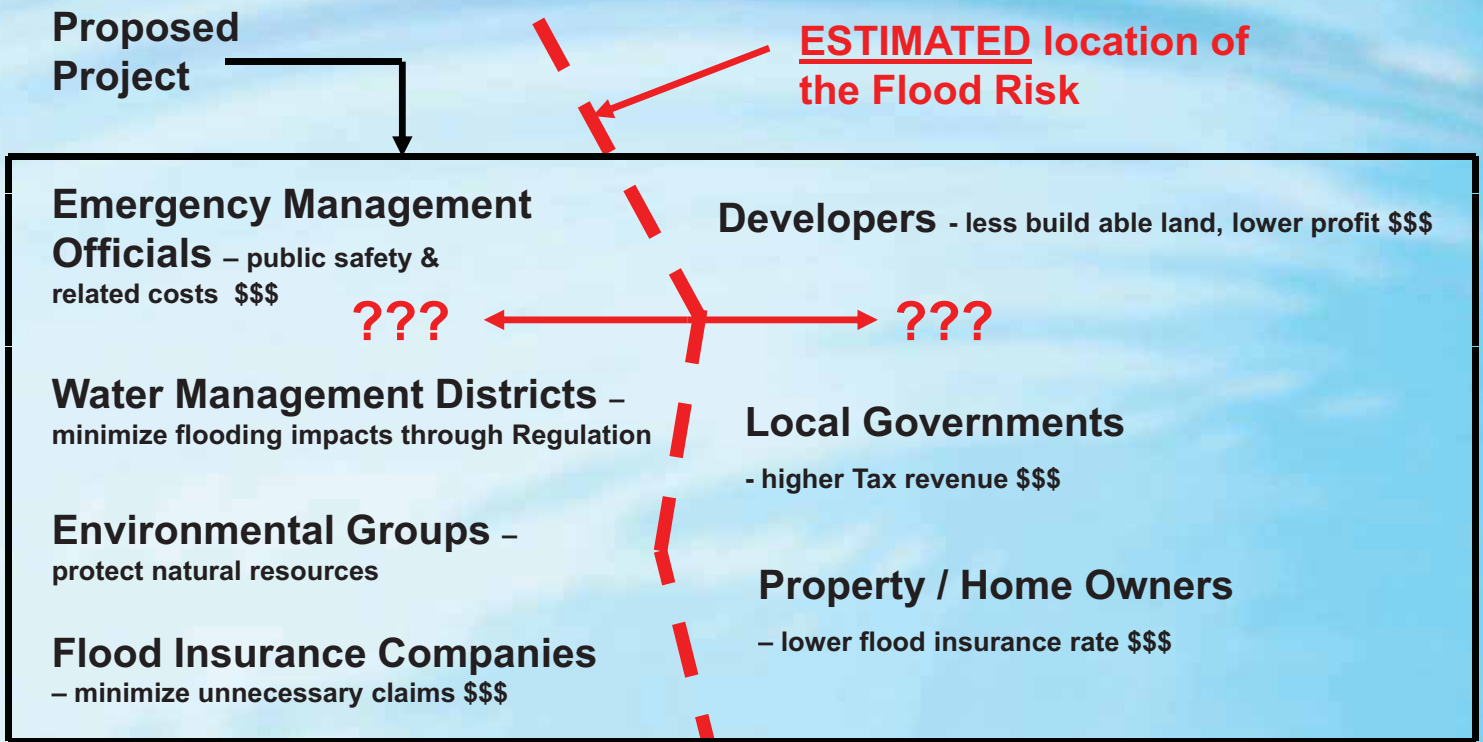 Proposed
Project
ESTIMATED location of
the Flood Risk
Emergency Management
Officials – public safety &
related costs $$$
Developers - less build able land, lower profit $$$
??? ???
Water Management Districts –
minimize flooding impacts through Regulation
Local Governments
- higher Tax revenue $$$
Environmental Groups –
protect natural resources
Property / Home Owners
– lower flood insurance rate $$$
Flood Insurance Companies
– minimize unnecessary claims $$$